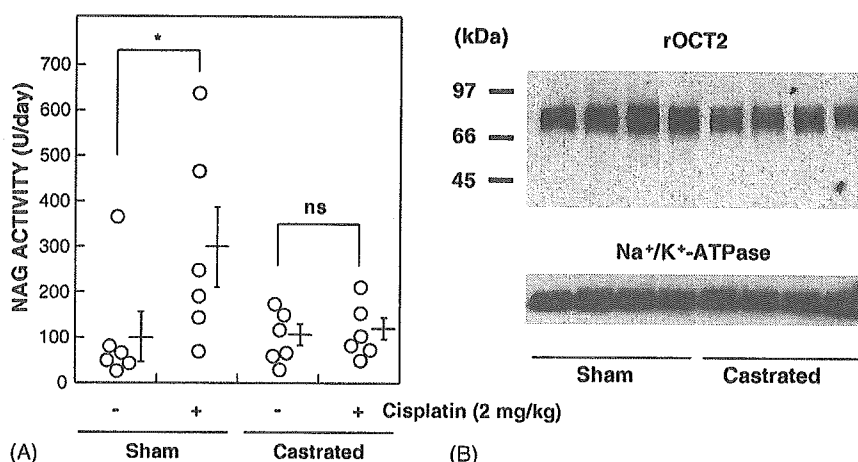 NAG ACTIVITY (U/day)
700
600
500
400
300
200
100
0
*
ns
- + - + Cisplatin (2 mg/kg)
Sham Castrated
(A)
(kDa) rOCT2
97
66
45
Na⁺/K⁺-ATPase
Sham Castrated
(B)